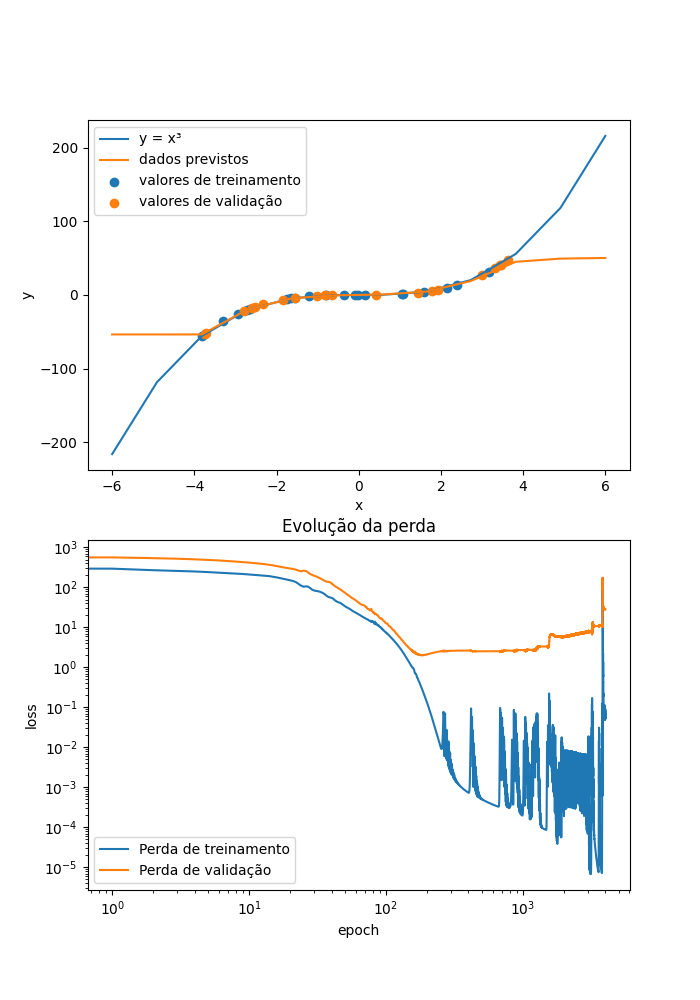 y = x³
dados previstos
valores de treinamento
valores de validação
200
100
0
−100
−200
y
−6 −4 −2 0 2 4 6
x
Evolução da perda
10³
10²
10¹
10⁰
10⁻¹
10⁻²
10⁻³
10⁻⁴
10⁻⁵
loss
Perda de treinamento
Perda de validação
10⁰ 10¹ 10² 10³
epoch